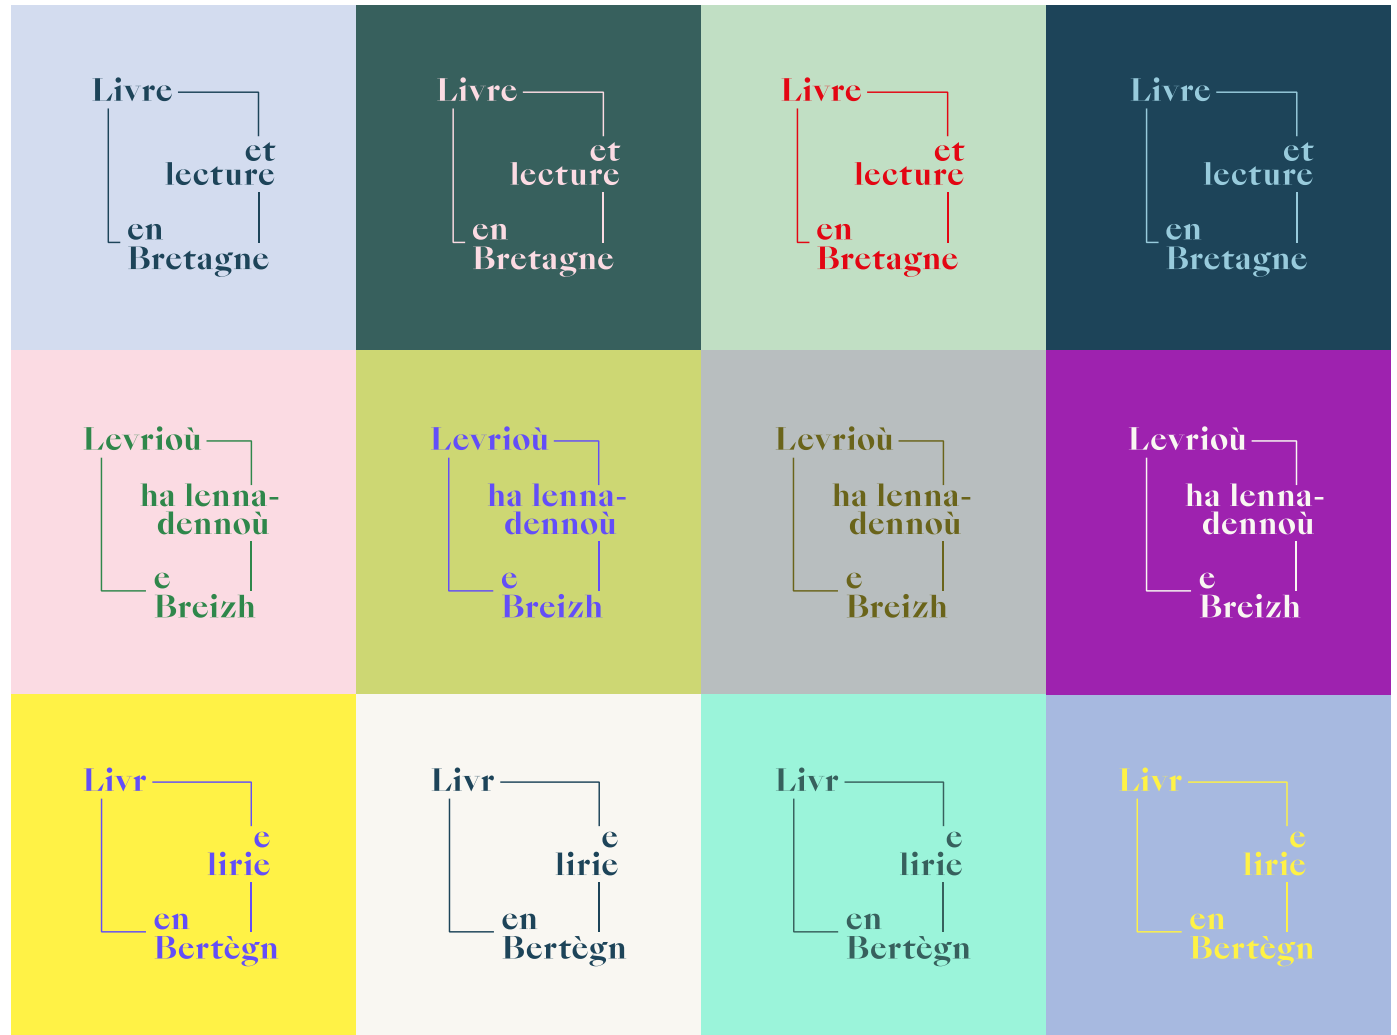 Livre
et
lecture
en
Bretagne
Livre
et
lecture
en
Bretagne
Livre
et
lecture
en
Bretagne
Livre
et
lecture
en
Bretagne
Levrioù
ha lenna-
dennoù
e
Breizh
Levrioù
ha lenna-
dennoù
e
Breizh
Levrioù
ha lenna-
dennoù
e
Breizh
Levrioù
ha lenna-
dennoù
e
Breizh
Livr
e
lirie
en
Bertègn
Livr
e
lirie
en
Bertègn
Livr
e
lirie
en
Bertègn
Livr
e
lirie
en
Bertègn